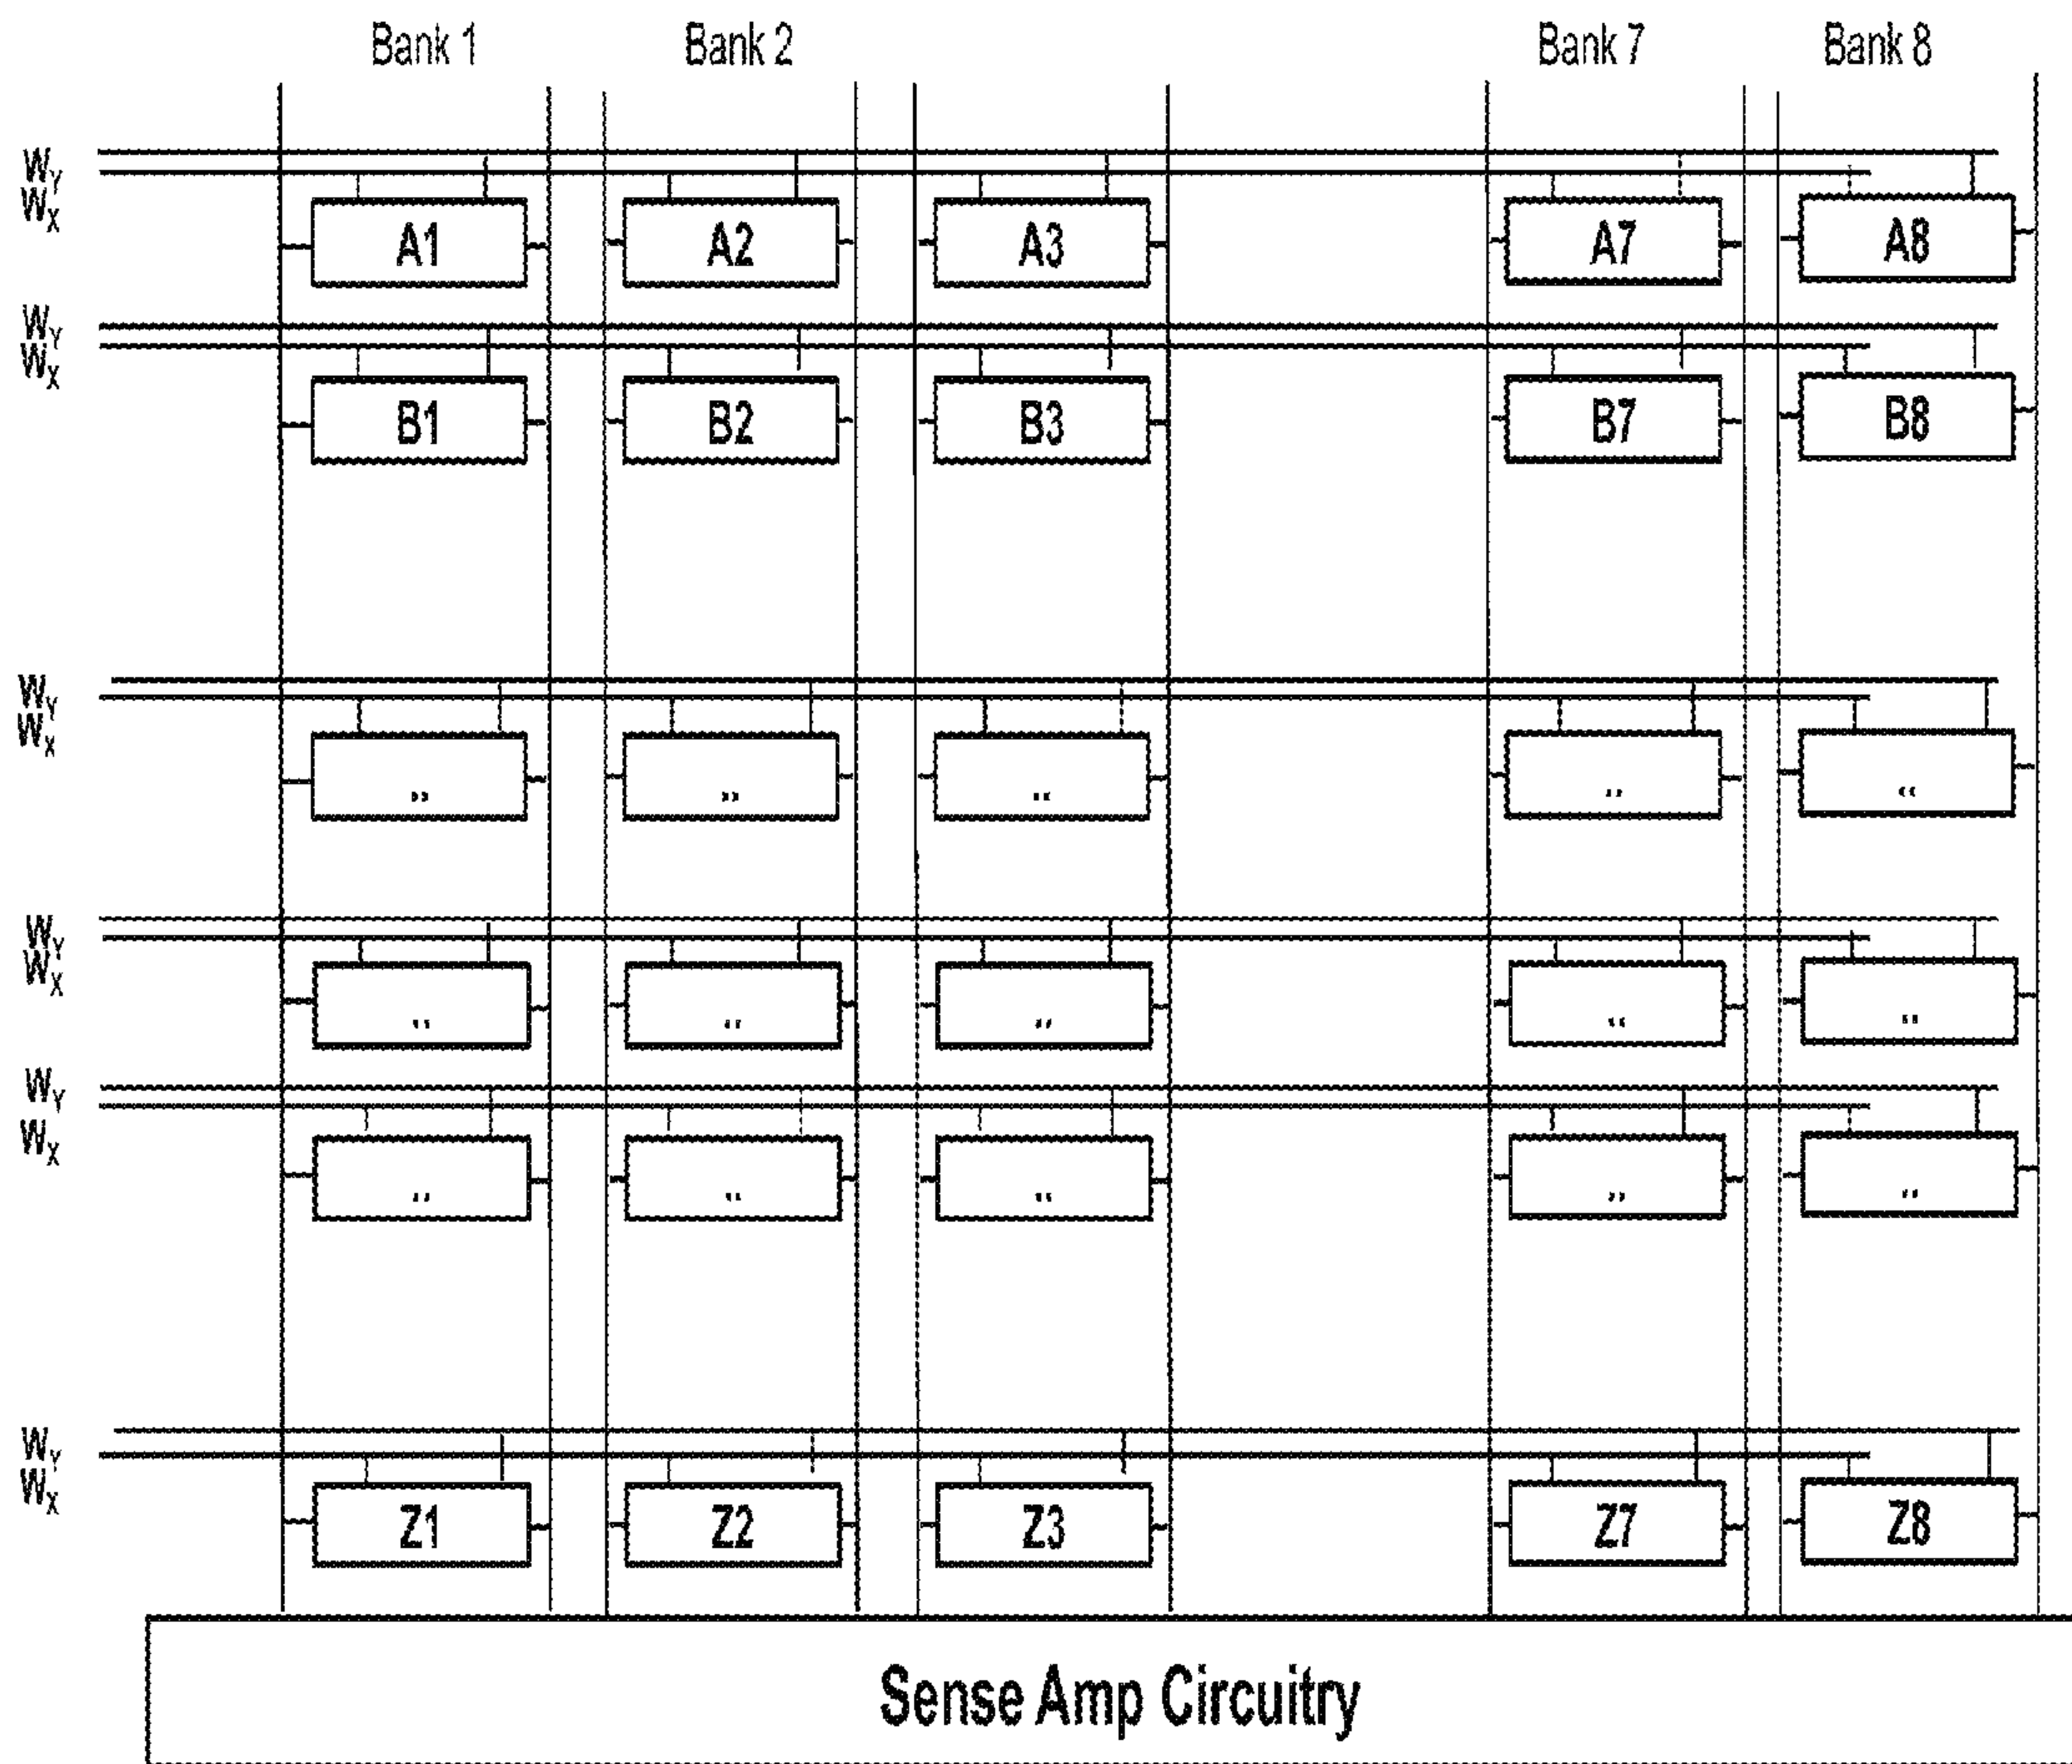 Bank 1 Bank 2 Bank 7 Bank 8
WY
WX
A1 A2 A3 A7 A8
WY
WX
B1 B2 B3 B7 B8
WY
WX
" " " " "
WY
WX
" " " " "
WY
WX
" " " " "
WY
WX
Z1 Z2 Z3 Z7 Z8
Sense Amp Circuitry